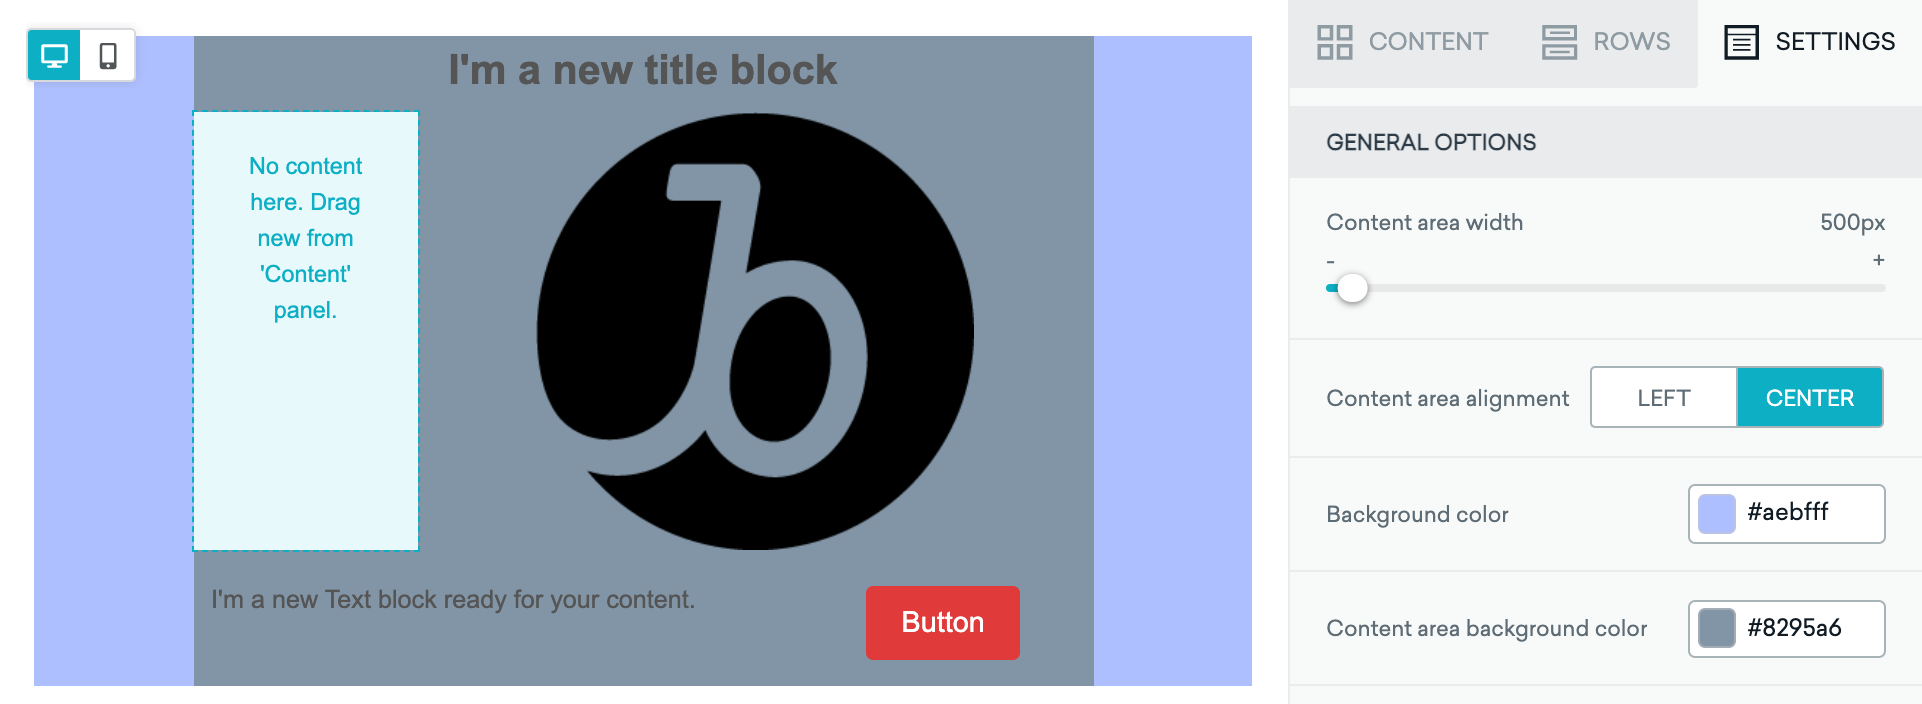 CONTENT
ROWS
SETTINGS
I'm a new title block
No content
here. Drag
new from
'Content'
panel.
b
I'm a new Text block ready for your content.
Button
GENERAL OPTIONS
Content area width
500px
-
+
Content area alignment
LEFT
CENTER
Background color
#aebfff
Content area background color
#8295a6